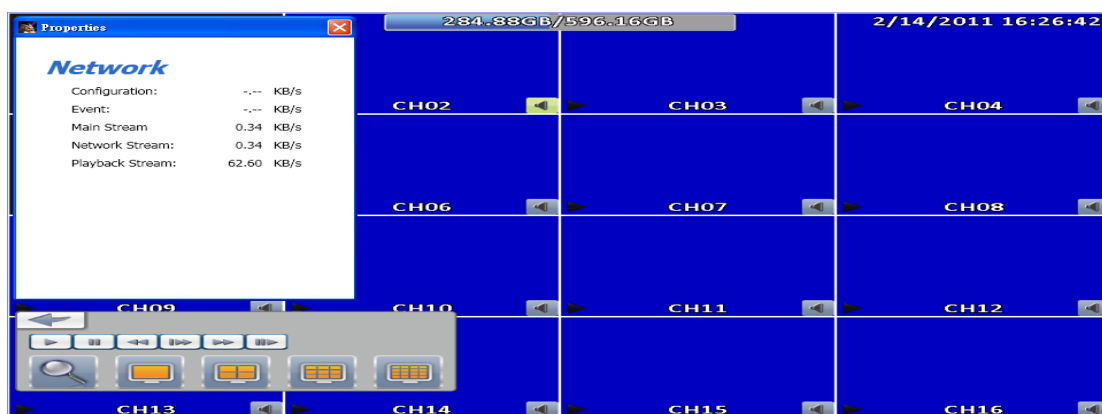 Properties
284.88GB/596.16GB
2/14/2011 16:26:42
Network
Configuration: -.-- KB/s
Event: -.-- KB/s
Main Stream 0.34 KB/s
Network Stream: 0.34 KB/s
Playback Stream: 62.60 KB/s
CH02 CH03 CH04
CH06 CH07 CH08
CH09 CH10 CH11 CH12
CH13 CH14 CH15 CH16